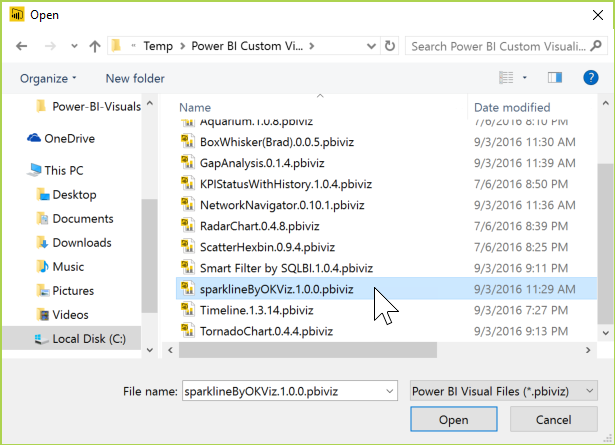 Open
Temp > Power BI Custom Vi... >
Search Power BI Custom Visuali...
Organize
New folder
Name
Date modified
Power-BI-Visuals
OneDrive
This PC
Desktop
Documents
Downloads
Music
Pictures
Videos
Local Disk (C:)
Aquarium.1.0.8.pbiviz 7/6/2016 8:10 PM
BoxWhisker(Brad).0.0.5.pbiviz 9/3/2016 11:30 AM
GapAnalysis.0.1.4.pbiviz 9/3/2016 11:39 AM
KPIStatusWithHistory.1.0.4.pbiviz 7/6/2016 8:50 PM
NetworkNavigator.0.10.1.pbiviz 9/3/2016 11:36 AM
RadarChart.0.4.8.pbiviz 7/6/2016 8:39 PM
ScatterHexbin.0.9.4.pbiviz 7/6/2016 8:25 PM
Smart Filter by SQLBI.1.0.4.pbiviz 9/3/2016 9:11 PM
sparklineByOKViz.1.0.0.pbiviz 9/3/2016 11:29 AM
Timeline.1.3.14.pbiviz 9/3/2016 7:27 PM
TornadoChart.0.4.4.pbiviz 9/3/2016 9:13 PM
File name: sparklineByOKViz.1.0.0.pbiviz
Power BI Visual Files (*.pbiviz)
Open
Cancel